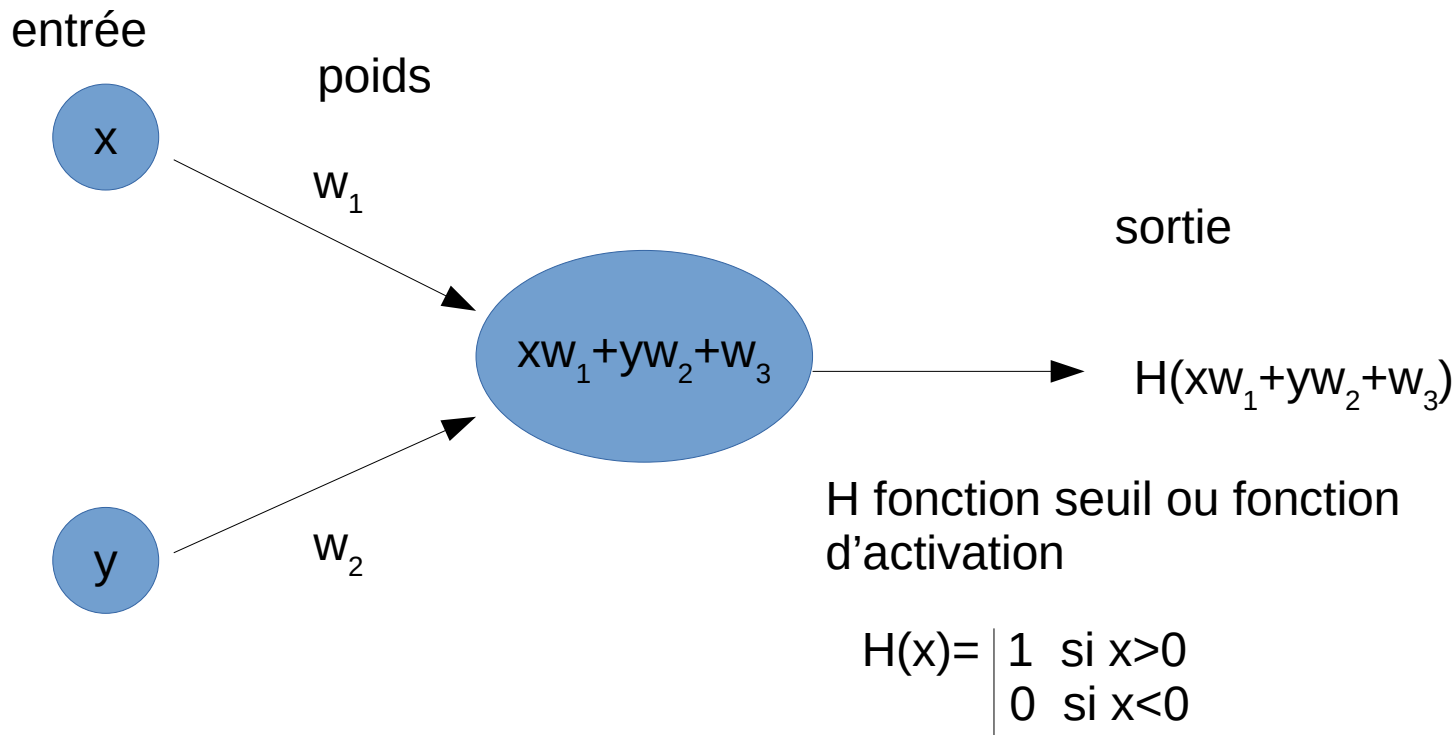 entrée
poids
x
w₁
sortie
xw₁+yw₂+w₃
H(xw₁+yw₂+w₃)
H fonction seuil ou fonction
d’activation
y
w₂
H(x)= 1 si x>0
0 si x<0